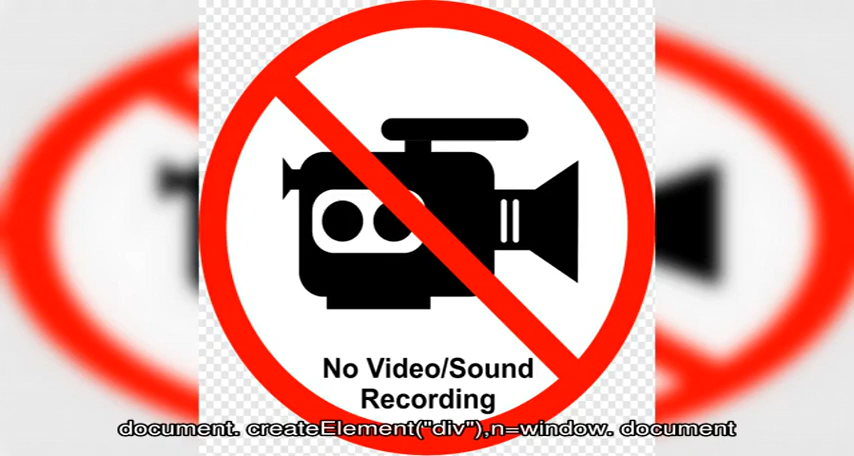 No Video/Sound
Recording
document. createElement("div"),n=window. document